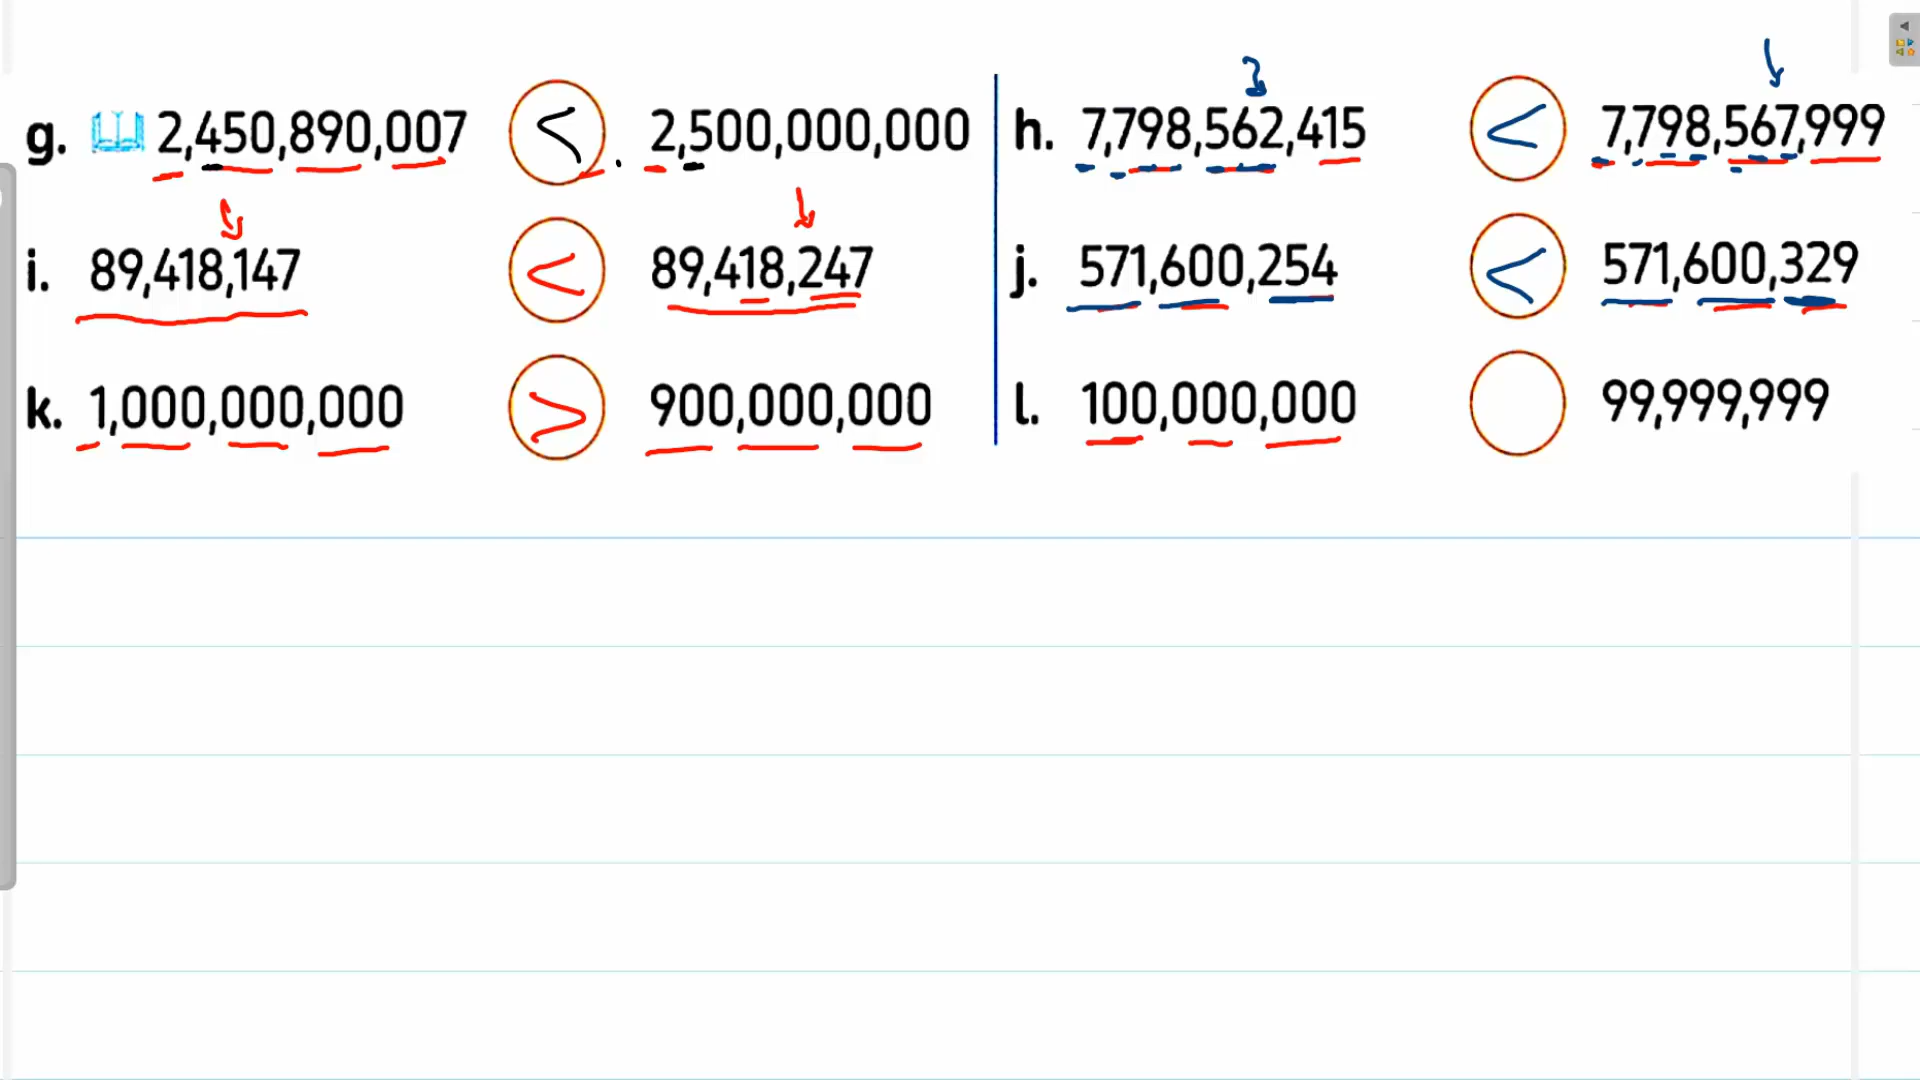 g. 2,450,890,007 < 2,500,000,000
h. 7,798,562,415 < 7,798,567,999
i. 89,418,147 < 89,418,247
j. 571,600,254 < 571,600,329
k. 1,000,000,000 > 900,000,000
l. 100,000,000 99,999,999